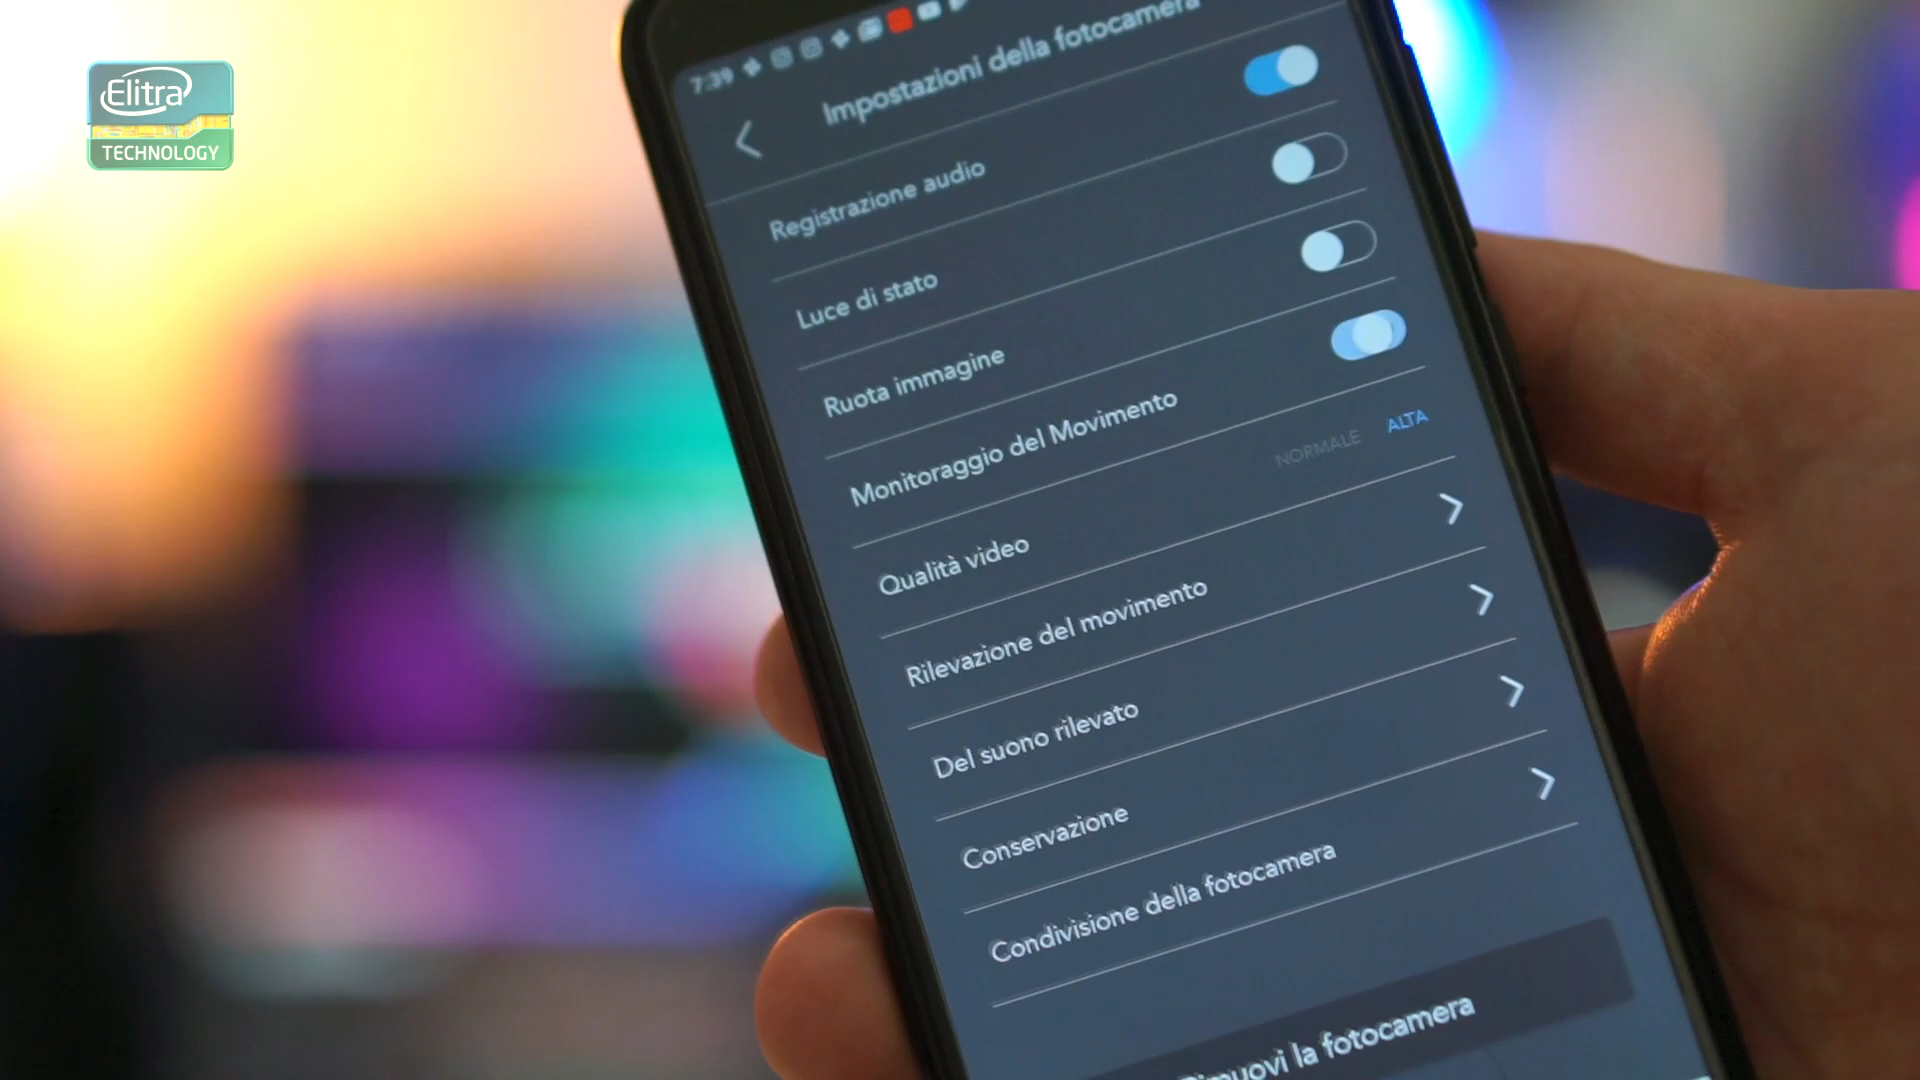 Elitra
TECHNOLOGY
7:39
Impostazioni della fotocamera
Registrazione audio
Luce di stato
Ruota immagine
Monitoraggio del Movimento
Qualità video NORMALE ALTA
Rilevazione del movimento
Del suono rilevato
Conservazione
Condivisione della fotocamera
Rimuovi la fotocamera